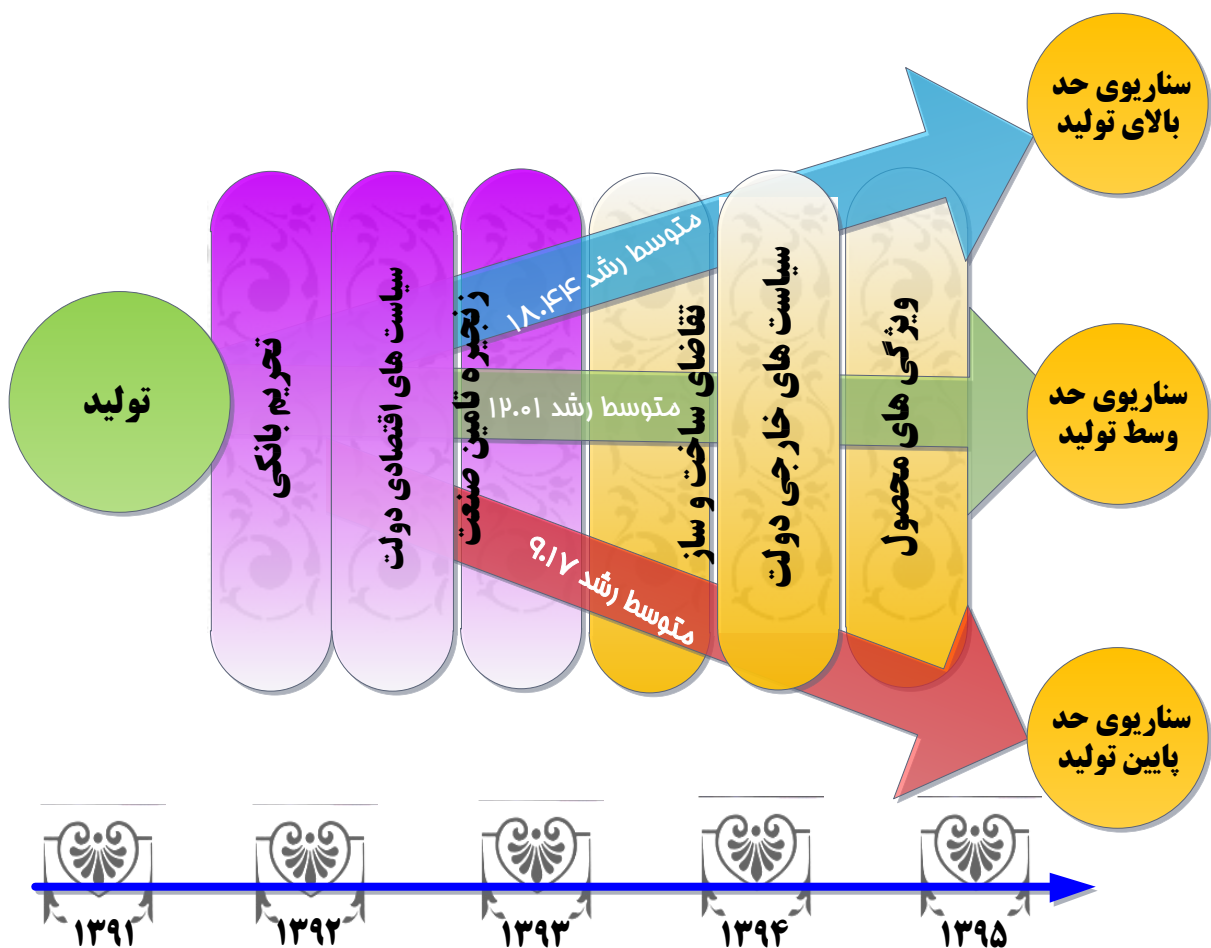 سناریوی حد
بالای تولید
تولید
تحریم بانکی
سیاست های اقتصادی دولت
زنجیره تامین صنعت
تقاضای ساخت و ساز
سیاست های خارجی دولت
ویژگی های محصول
متوسط رشد ۱۸.۴۴
متوسط رشد ۱۲.۰۱
متوسط رشد ۹.۱۷
سناریوی حد
وسط تولید
سناریوی حد
پایین تولید
۱۳۹۱
۱۳۹۲
۱۳۹۳
۱۳۹۴
۱۳۹۵